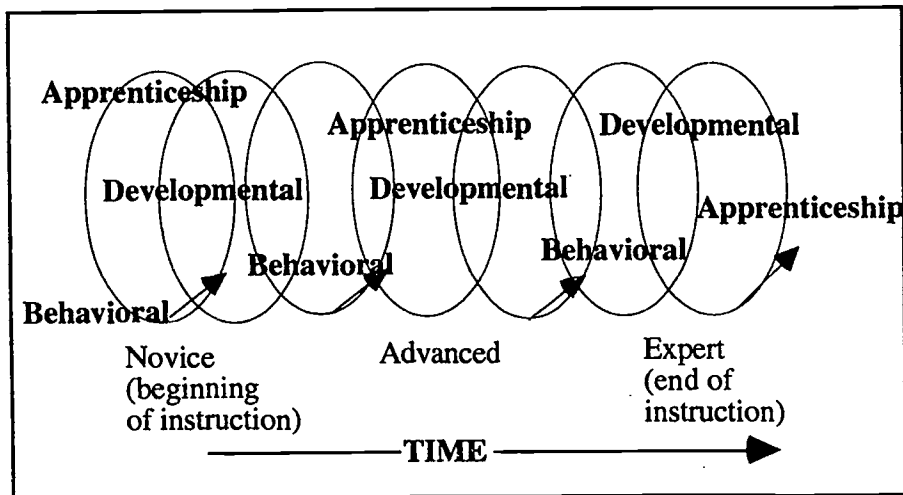 Apprenticeship
Apprenticeship
Developmental
Developmental
Developmental
Apprenticeship
Behavioral
Behavioral
Behavioral
Novice
(beginning
of instruction)
Advanced
Expert
(end of
instruction)
TIME